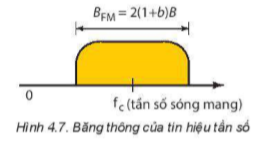 B_FM = 2(1+b)B
0
f_c (tần số sóng mang)
Hình 4.7. Băng thông của tín hiệu tần số